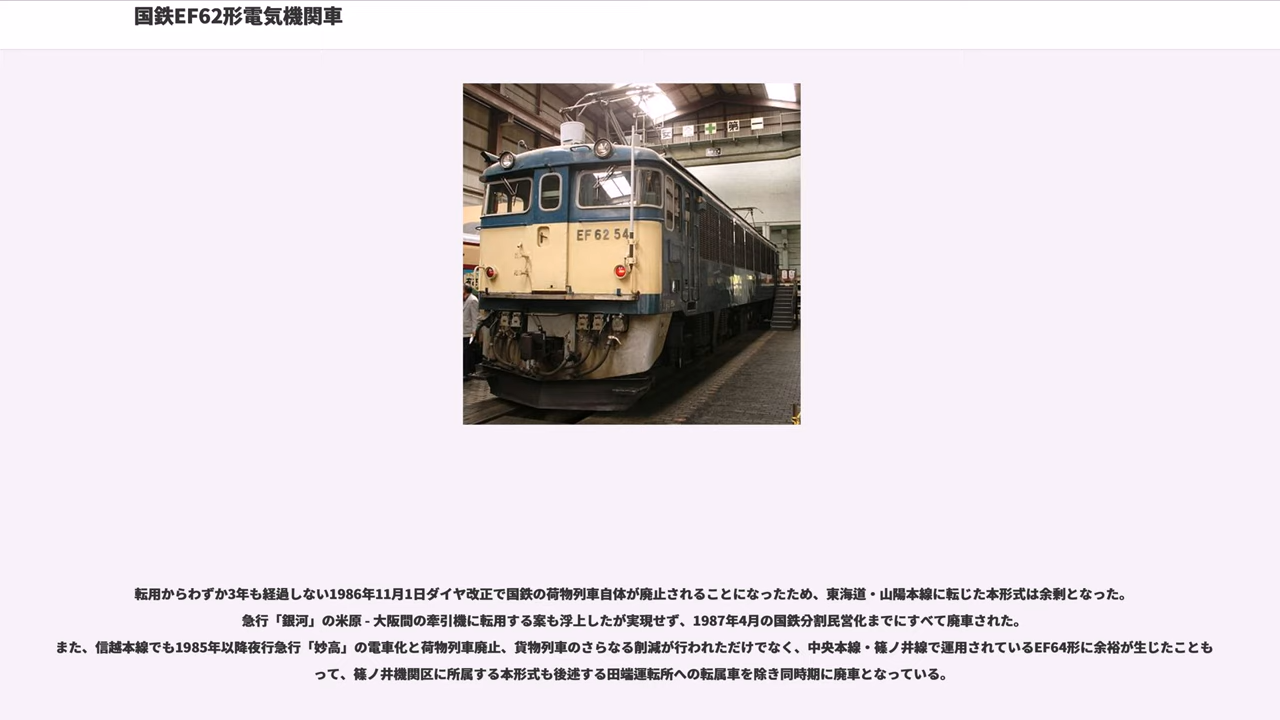 国鉄EF62形電気機関車
EF 62 54
転用からわずか3年も経過しない1986年11月1日ダイヤ改正で国鉄の荷物列車自体が廃止されることになったため、東海道・山陽本線に転じた本形式は余剰となった。
急行「銀河」の米原 - 大阪間の牽引機に転用する案も浮上したが実現せず、1987年4月の国鉄分割民営化までにすべて廃車された。
また、信越本線でも1985年以降夜行急行「妙高」の電車化と荷物列車廃止、貨物列車のさらなる削減が行われただけでなく、中央本線・篠ノ井線で運用されているEF64形に余裕が生じたことも
って、篠ノ井機関区に所属する本形式も後述する田端運転所への転属車を除き同時期に廃車となっている。